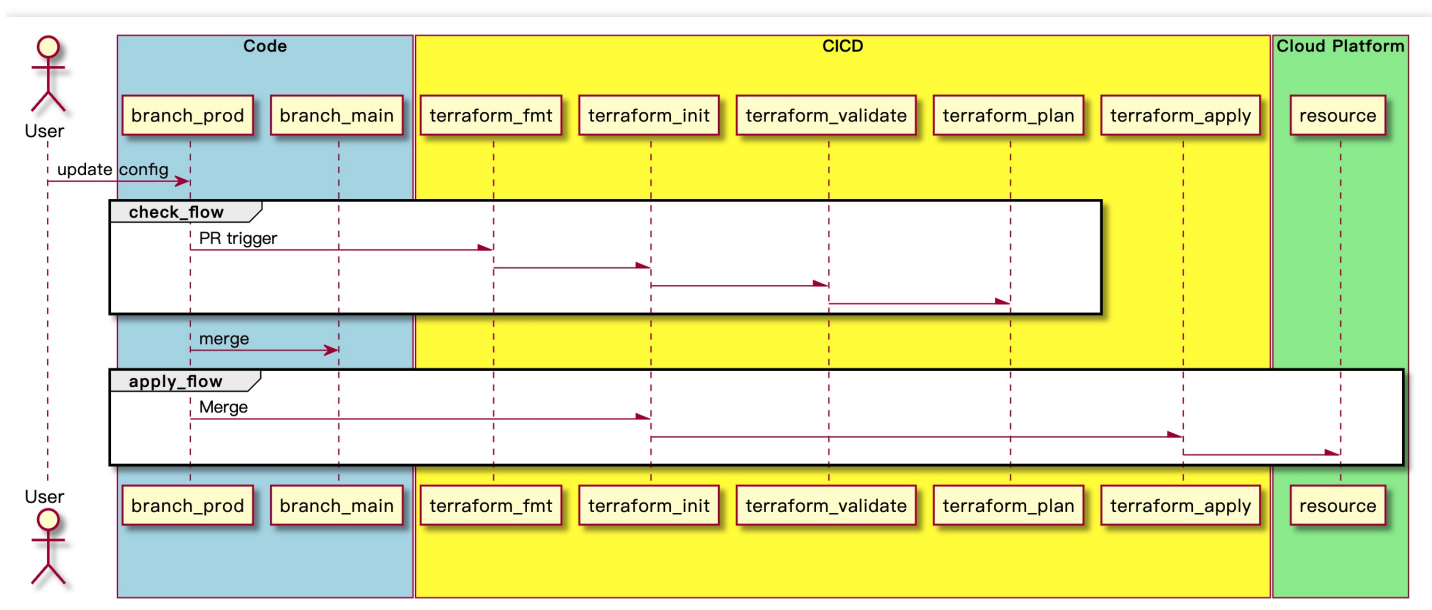 Code
CICD
Cloud Platform
User
branch_prod
branch_main
terraform_fmt
terraform_init
terraform_validate
terraform_plan
terraform_apply
resource
update config
check_flow
PR trigger
merge
apply_flow
Merge
User
branch_prod
branch_main
terraform_fmt
terraform_init
terraform_validate
terraform_plan
terraform_apply
resource